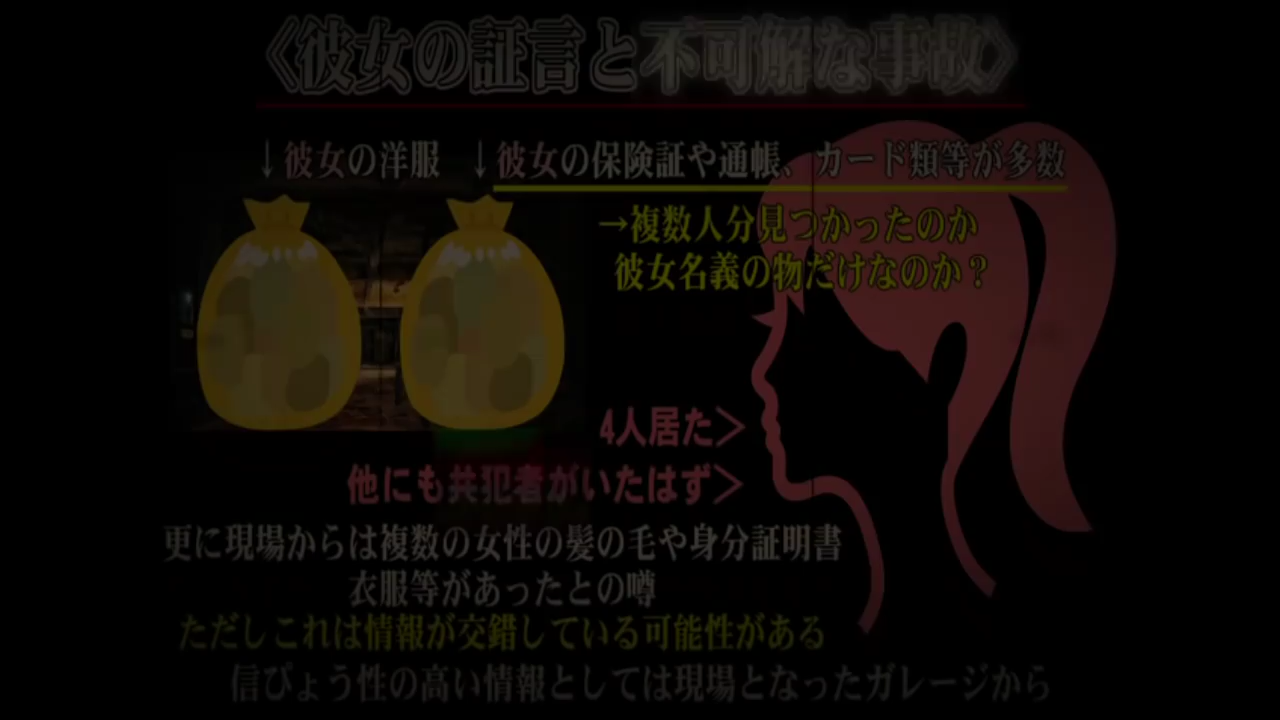 〈彼女の証言と不可解な事故〉
↓彼女の洋服 ↓彼女の保険証や通帳、カード類等が多数
→複数人分見つかったのか
彼女名義の物だけなのか？
4人居た＞
他にも共犯者がいたはず＞
更に現場からは複数の女性の髪の毛や身分証明書
衣服等があったとの噂
ただしこれは情報が交錯している可能性がある
信ぴょう性の高い情報としては現場となったガレージから